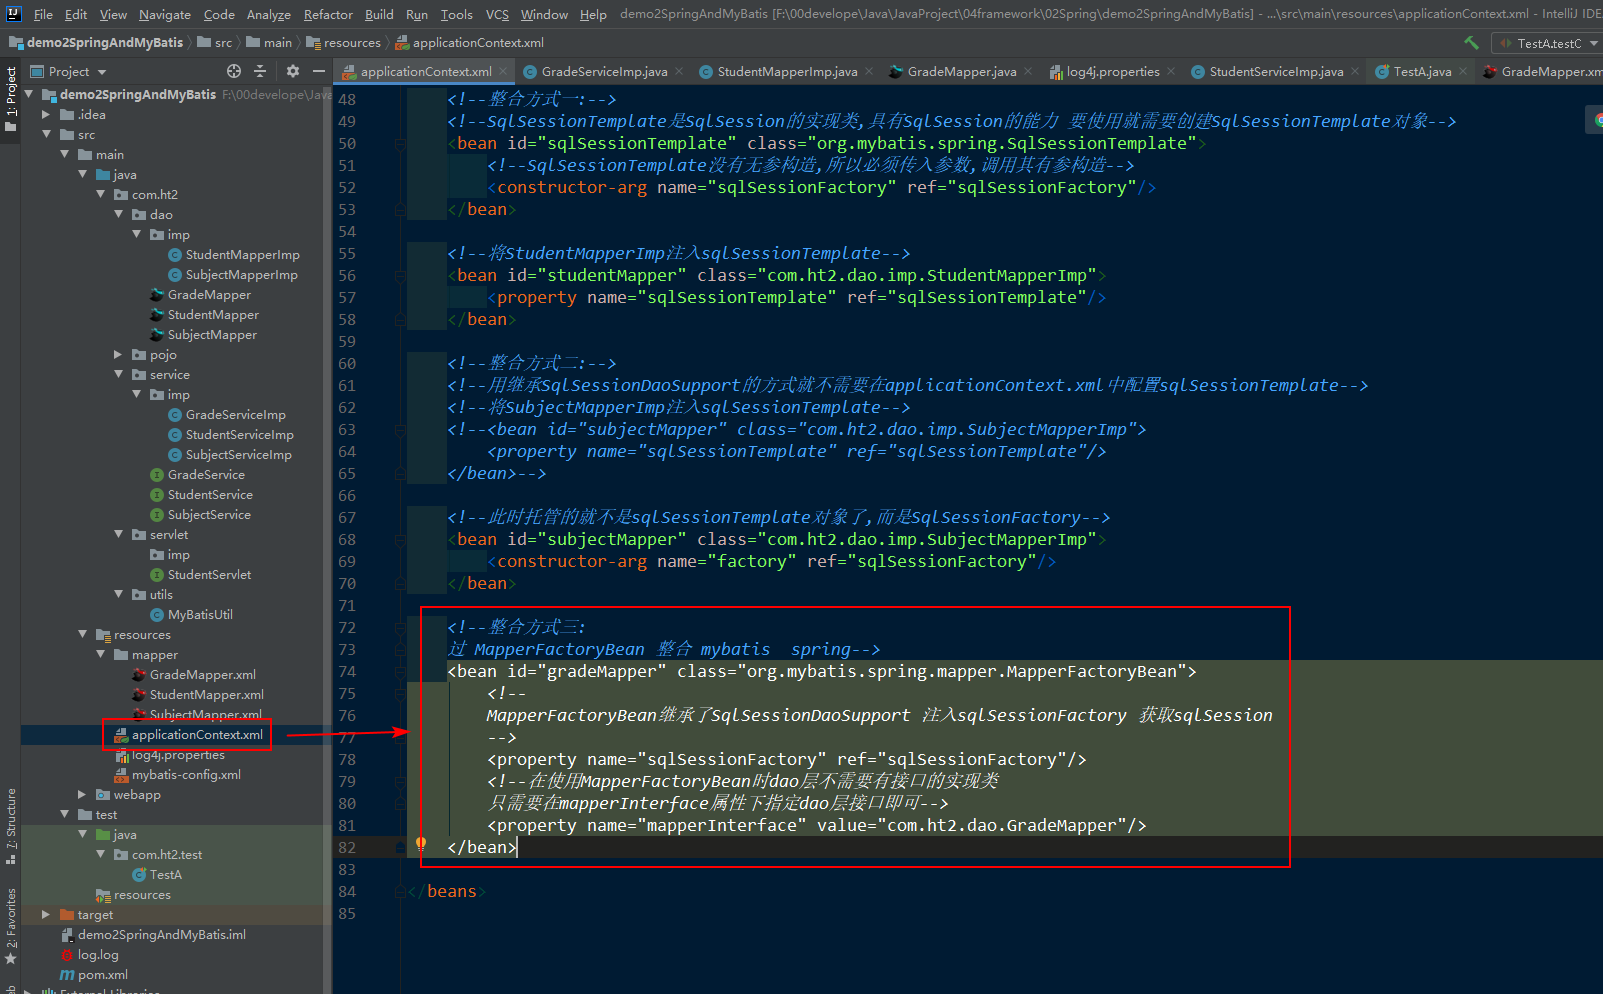 File Edit View Navigate Code Analyze Refactor Build Run Tools VCS Window Help demo2SpringAndMyBatis [F:\00develope\Java\JavaProject\04framework\02Spring\demo2SpringAndMyBatis] - ...\src\main\resources\applicationContext.xml - IntelliJ IDE
demo2SpringAndMyBatis src main resources applicationContext.xml TestA.testC
Project applicationContext.xml GradeServiceImp.java StudentMapperImp.java GradeMapper.java log4j.properties StudentServiceImp.java TestA.java GradeMapper.xm
1: Project
7: Structure
2: Favorites
demo2SpringAndMyBatis F:\00develope\Java
.idea
src
main
java
com.ht2
dao
imp
StudentMapperImp
SubjectMapperImp
GradeMapper
StudentMapper
SubjectMapper
pojo
service
imp
GradeServiceImp
StudentServiceImp
SubjectServiceImp
GradeService
StudentService
SubjectService
servlet
imp
StudentServlet
utils
MyBatisUtil
resources
mapper
GradeMapper.xml
StudentMapper.xml
SubjectMapper.xml
applicationContext.xml
log4j.properties
mybatis-config.xml
webapp
test
java
com.ht2.test
TestA
resources
target
demo2SpringAndMyBatis.iml
log.log
pom.xml
External Libraries
48 <!--整合方式一:-->
49 <!--SqlSessionTemplate是SqlSession的实现类,具有SqlSession的能力 要使用就需要创建SqlSessionTemplate对象-->
50 <bean id="sqlSessionTemplate" class="org.mybatis.spring.SqlSessionTemplate">
51 <!--SqlSessionTemplate没有无参构造,所以必须传入参数,调用其有参构造-->
52 <constructor-arg name="sqlSessionFactory" ref="sqlSessionFactory"/>
53 </bean>
54
55 <!--将StudentMapperImp注入sqlSessionTemplate-->
56 <bean id="studentMapper" class="com.ht2.dao.imp.StudentMapperImp">
57 <property name="sqlSessionTemplate" ref="sqlSessionTemplate"/>
58 </bean>
59
60 <!--整合方式二:-->
61 <!--用继承SqlSessionDaoSupport的方式就不需要在applicationContext.xml中配置sqlSessionTemplate-->
62 <!--将SubjectMapperImp注入sqlSessionTemplate-->
63 <!--<bean id="subjectMapper" class="com.ht2.dao.imp.SubjectMapperImp">
64 <property name="sqlSessionTemplate" ref="sqlSessionTemplate"/>
65 </bean>-->
66
67 <!--此时托管的就不是sqlSessionTemplate对象了,而是SqlSessionFactory-->
68 <bean id="subjectMapper" class="com.ht2.dao.imp.SubjectMapperImp">
69 <constructor-arg name="factory" ref="sqlSessionFactory"/>
70 </bean>
71
72 <!--整合方式三:
73 过 MapperFactoryBean 整合 mybatis spring-->
74 <bean id="gradeMapper" class="org.mybatis.spring.mapper.MapperFactoryBean">
75 <!--
76 MapperFactoryBean继承了SqlSessionDaoSupport 注入sqlSessionFactory 获取sqlSession
77 -->
78 <property name="sqlSessionFactory" ref="sqlSessionFactory"/>
79 <!--在使用MapperFactoryBean时dao层不需要有接口的实现类
80 只需要在mapperInterface属性下指定dao层接口即可-->
81 <property name="mapperInterface" value="com.ht2.dao.GradeMapper"/>
82 </bean>
83
84 </beans>
85